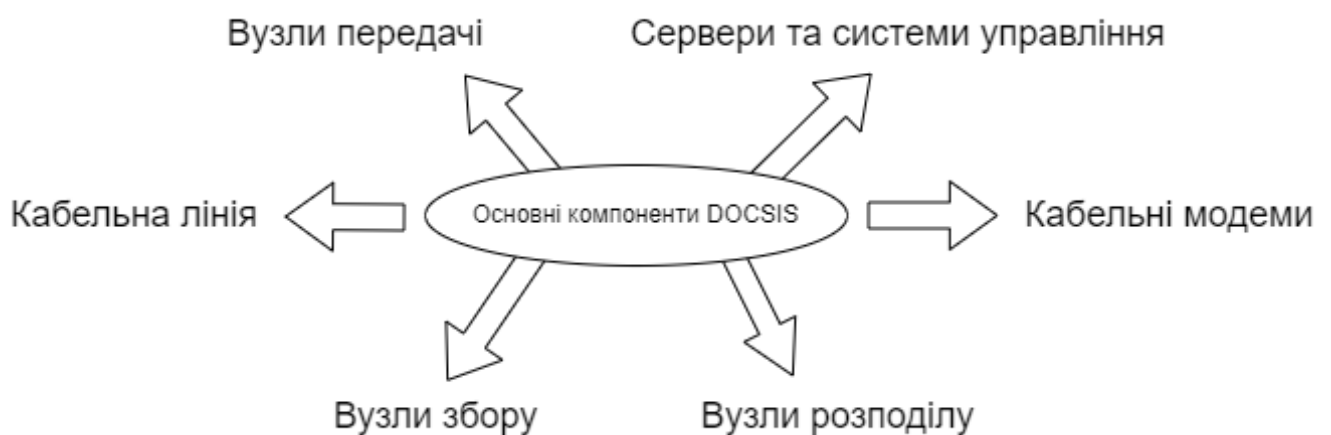 Вузли передачі
Сервери та системи управління
Кабельна лінія
Основні компоненти DOCSIS
Кабельні модеми
Вузли збору
Вузли розподілу